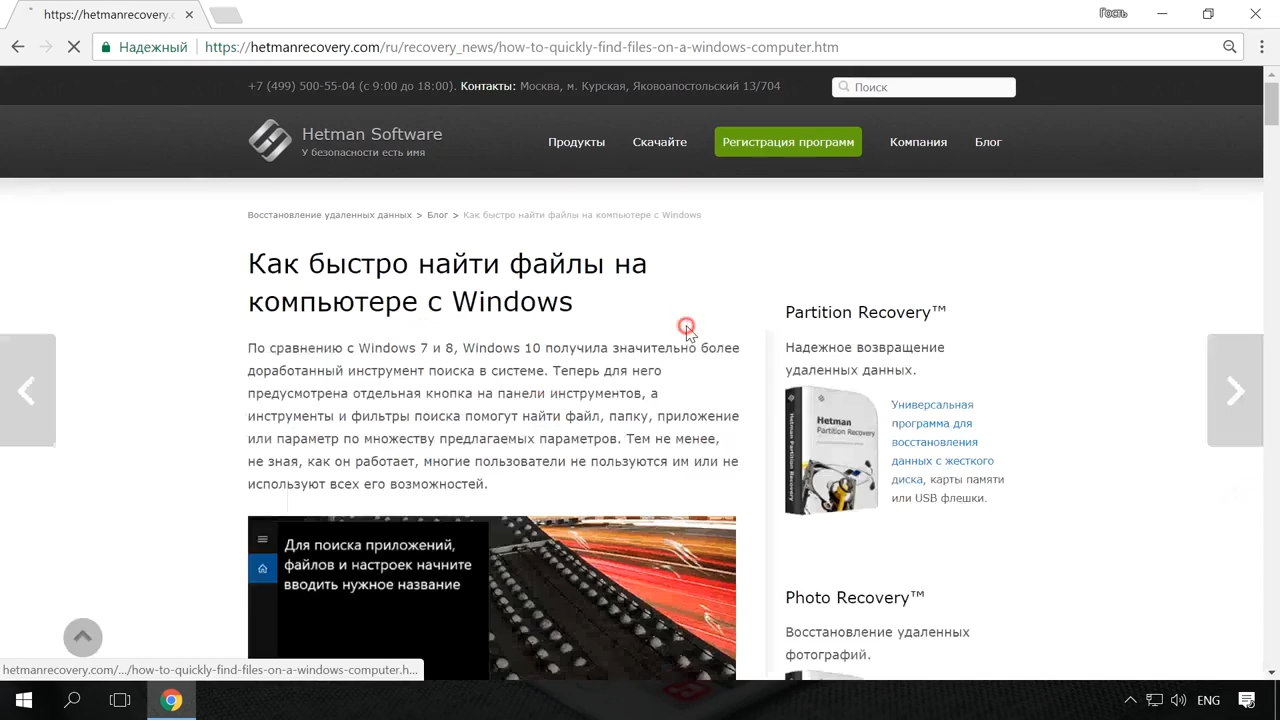 https://hetmanrecovery.c
Гость
Надежный
https://hetmanrecovery.com/ru/recovery_news/how-to-quickly-find-files-on-a-windows-computer.htm
+7 (499) 500-55-04 (с 9:00 до 18:00). Контакты: Москва, м. Курская, Яковоапостольский 13/704
Поиск
Hetman Software
У безопасности есть имя
Продукты
Скачайте
Регистрация программ
Компания
Блог
Восстановление удаленных данных > Блог > Как быстро найти файлы на компьютере с Windows
Как быстро найти файлы на
компьютере с Windows
По сравнению с Windows 7 и 8, Windows 10 получила значительно более
доработанный инструмент поиска в системе. Теперь для него
предусмотрена отдельная кнопка на панели инструментов, а
инструменты и фильтры поиска помогут найти файл, папку, приложение
или параметр по множеству предлагаемых параметров. Тем не менее,
не зная, как он работает, многие пользователи не пользуются им или не
используют всех его возможностей.
Для поиска приложений,
файлов и настроек начните
вводить нужное название
Partition Recovery™
Надежное возвращение
удаленных данных.
Hetman
Partition Recovery
Hetman Partition Recovery
Универсальная
программа для
восстановления
данных с жесткого
диска, карты памяти
или USB флешки.
Photo Recovery™
Восстановление удаленных
фотографий.
hetmanrecovery.com/.../how-to-quickly-find-files-on-a-windows-computer.h...
ENG